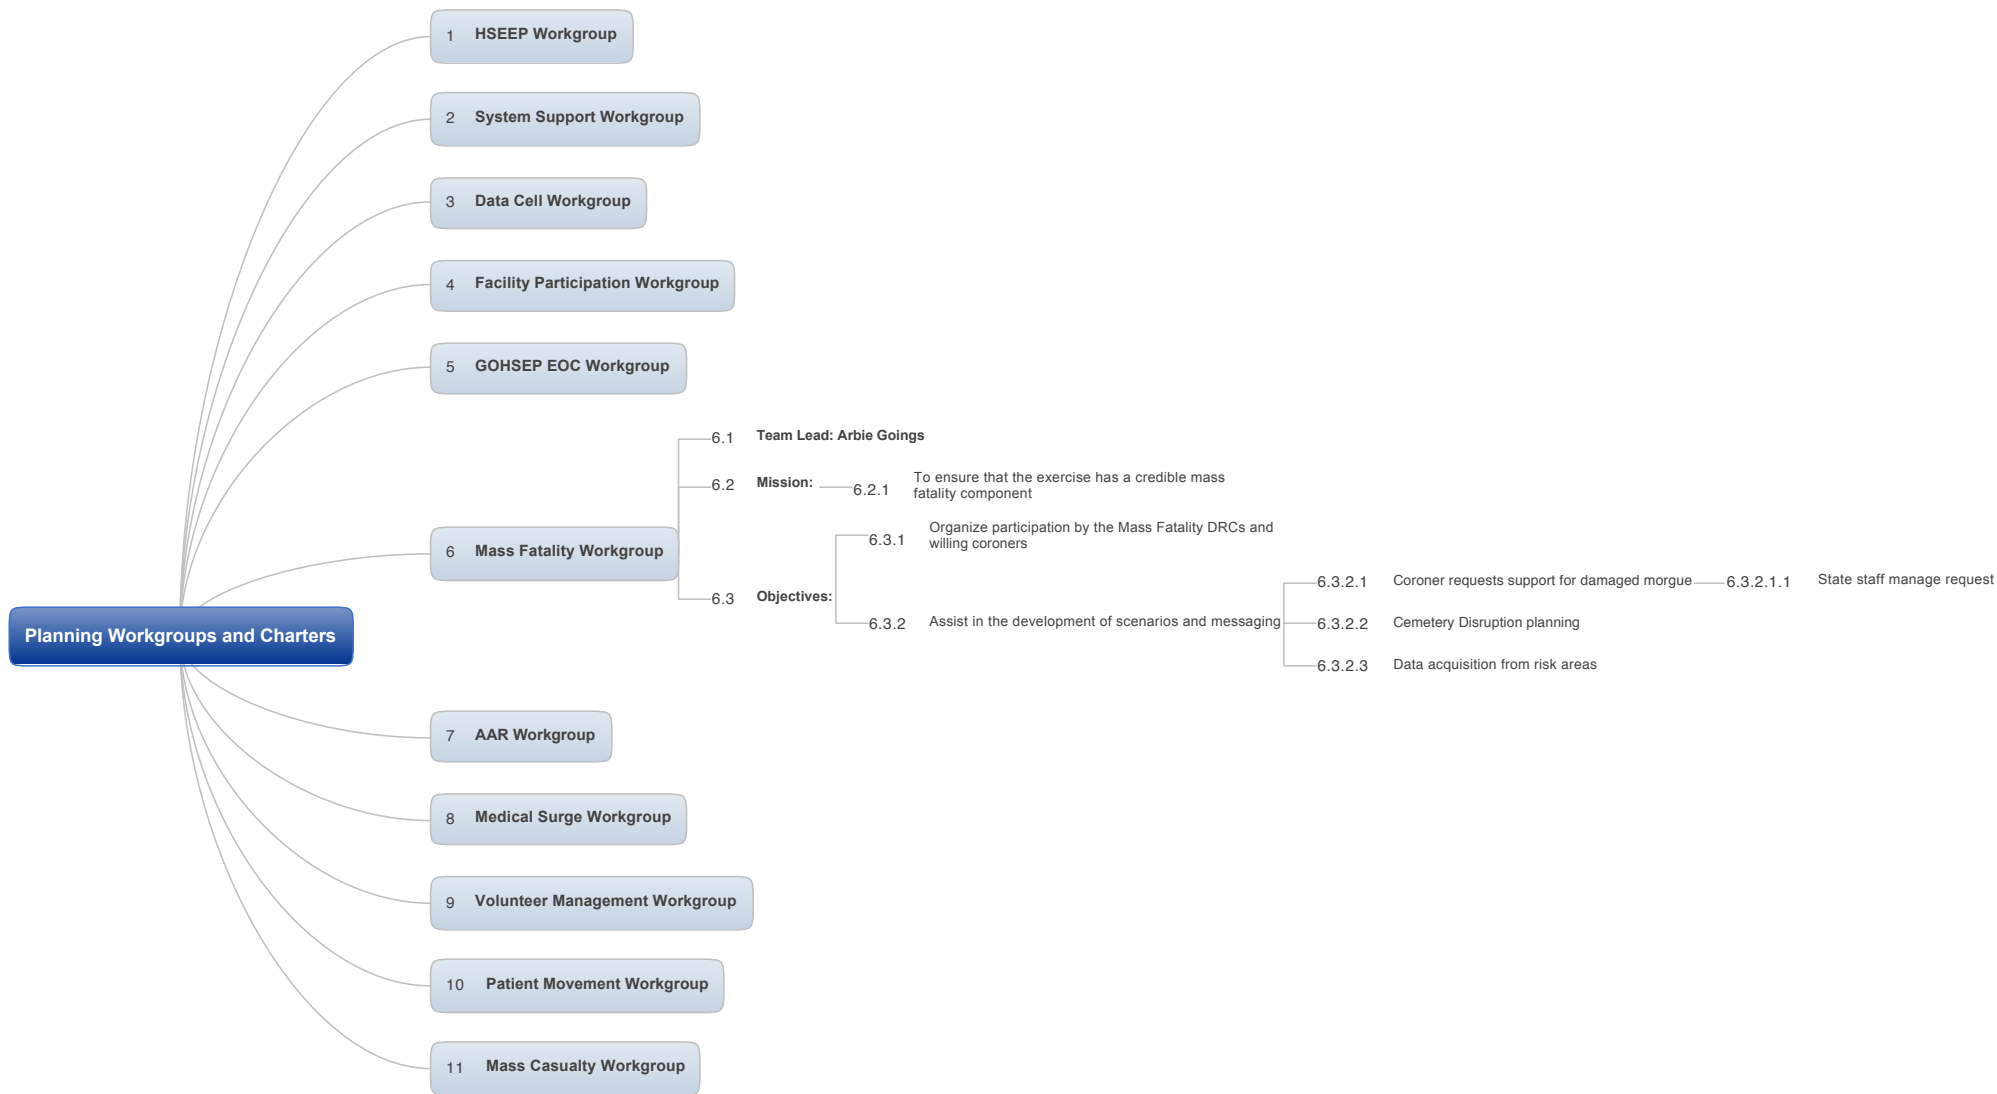 1 HSEEP Workgroup
2 System Support Workgroup
3 Data Cell Workgroup
4 Facility Participation Workgroup
5 GOHSEP EOC Workgroup
6.1 Team Lead: Arbie Goings
6.2 Mission:
6.2.1 To ensure that the exercise has a credible mass
fatality component
6 Mass Fatality Workgroup
6.3 Objectives:
6.3.1 Organize participation by the Mass Fatality DRCs and
willing coroners
6.3.2 Assist in the development of scenarios and messaging
6.3.2.1 Coroner requests support for damaged morgue
6.3.2.1.1 State staff manage request
6.3.2.2 Cemetery Disruption planning
6.3.2.3 Data acquisition from risk areas
Planning Workgroups and Charters
7 AAR Workgroup
8 Medical Surge Workgroup
9 Volunteer Management Workgroup
10 Patient Movement Workgroup
11 Mass Casualty Workgroup